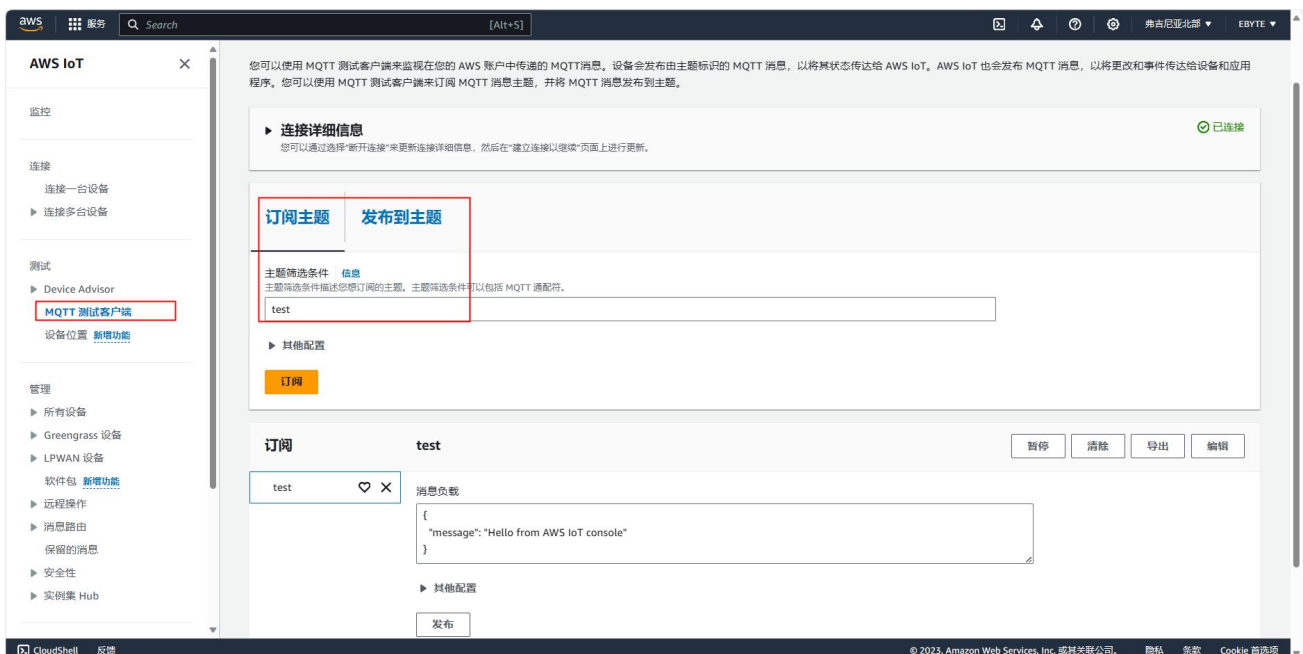 aws
服务
Search
[Alt+S]
弗吉尼亚北部 ▼
EBYTE ▼
AWS IoT
监控
连接
连接一台设备
连接多台设备
测试
Device Advisor
MQTT 测试客户端
设备位置 新增功能
管理
所有设备
Greengrass 设备
LPWAN 设备
软件包 新增功能
远程操作
消息路由
保留的消息
安全性
实例集 Hub
您可以使用 MQTT 测试客户端来监视在您的 AWS 账户中传递的 MQTT消息。设备会发布由主题标识的 MQTT 消息，以将其状态传达给 AWS IoT。AWS IoT 也会发布 MQTT 消息，以将更改和事件传达给设备和应用
程序。您可以使用 MQTT 测试客户端来订阅 MQTT 消息主题，并将 MQTT 消息发布到主题。
连接详细信息
已连接
您可以通过选择"断开连接"来更新连接详细信息，然后在"建立连接以继续"页面上进行更新。
订阅主题
发布到主题
主题筛选条件 信息
主题筛选条件描述您想订阅的主题。主题筛选条件可以包括 MQTT 通配符。
test
其他配置
订阅
订阅
test
暂停
清除
导出
编辑
test
消息负载
{
"message": "Hello from AWS IoT console"
}
其他配置
发布
CloudShell
反馈
© 2023, Amazon Web Services, Inc. 或其关联公司。
隐私
条款
Cookie 首选项